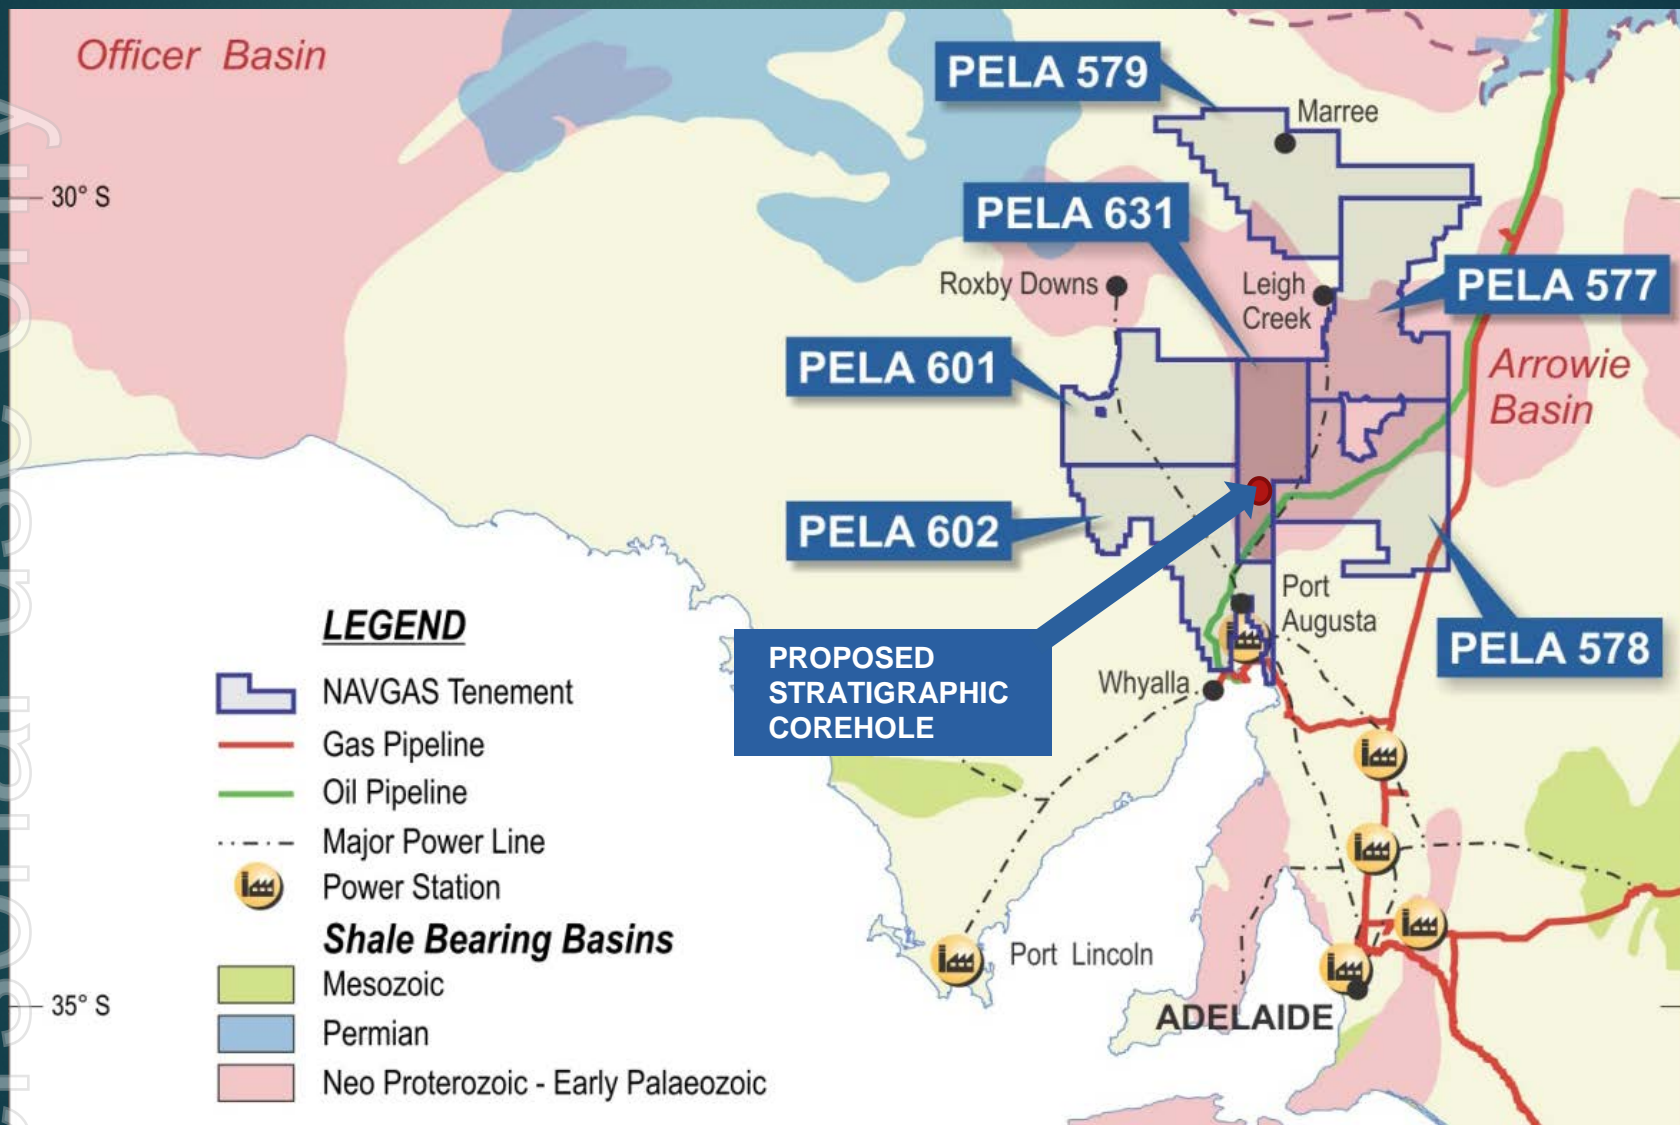 Officer Basin
PELA 579
Marree
30° S
PELA 631
Roxby Downs
Leigh
Creek
PELA 577
PELA 601
Arrowie
Basin
PELA 602
Port
Augusta
PELA 578
PROPOSED
STRATIGRAPHIC
COREHOLE
Whyalla
LEGEND
NAVGAS Tenement
Gas Pipeline
Oil Pipeline
Major Power Line
Power Station
Shale Bearing Basins
Mesozoic
Permian
Neo Proterozoic - Early Palaeozoic
Port Lincoln
35° S
ADELAIDE